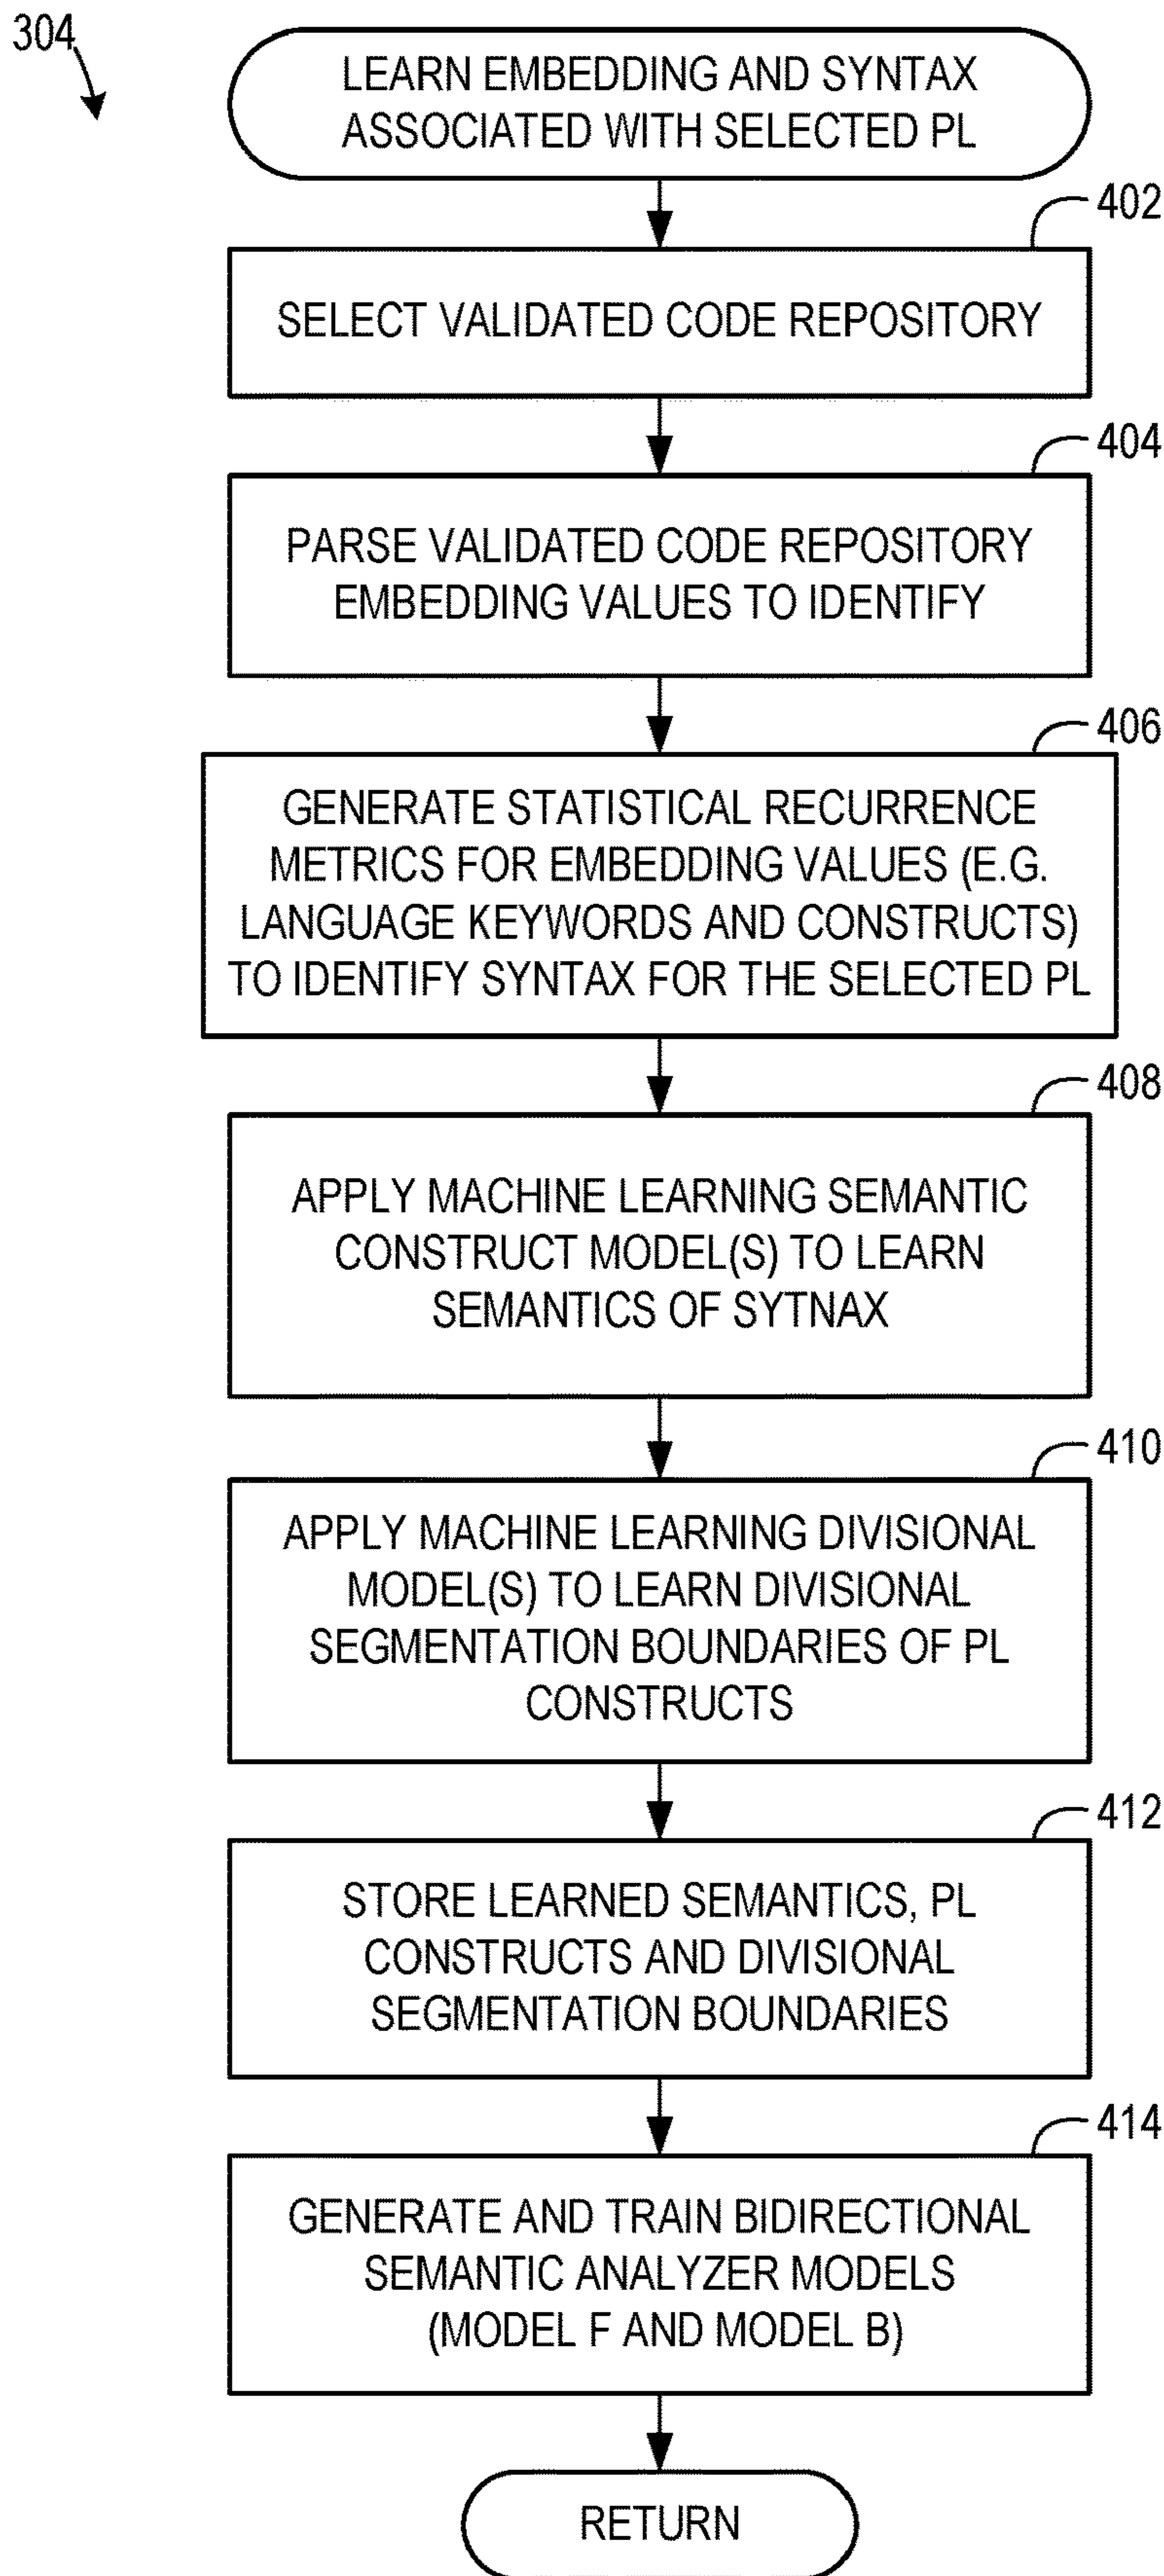 304
LEARN EMBEDDING AND SYNTAX
ASSOCIATED WITH SELECTED PL
402
SELECT VALIDATED CODE REPOSITORY
404
PARSE VALIDATED CODE REPOSITORY
EMBEDDING VALUES TO IDENTIFY
406
GENERATE STATISTICAL RECURRENCE
METRICS FOR EMBEDDING VALUES (E.G.
LANGUAGE KEYWORDS AND CONSTRUCTS)
TO IDENTIFY SYNTAX FOR THE SELECTED PL
408
APPLY MACHINE LEARNING SEMANTIC
CONSTRUCT MODEL(S) TO LEARN
SEMANTICS OF SYTNAX
410
APPLY MACHINE LEARNING DIVISIONAL
MODEL(S) TO LEARN DIVISIONAL
SEGMENTATION BOUNDARIES OF PL
CONSTRUCTS
412
STORE LEARNED SEMANTICS, PL
CONSTRUCTS AND DIVISIONAL
SEGMENTATION BOUNDARIES
414
GENERATE AND TRAIN BIDIRECTIONAL
SEMANTIC ANALYZER MODELS
(MODEL F AND MODEL B)
RETURN